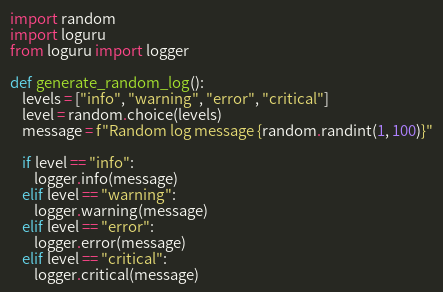 import random
import loguru
from loguru import logger

def generate_random_log():
    levels = ["info", "warning", "error", "critical"]
    level = random.choice(levels)
    message = f"Random log message {random.randint(1, 100)}"

    if level == "info":
        logger.info(message)
    elif level == "warning":
        logger.warning(message)
    elif level == "error":
        logger.error(message)
    elif level == "critical":
        logger.critical(message)